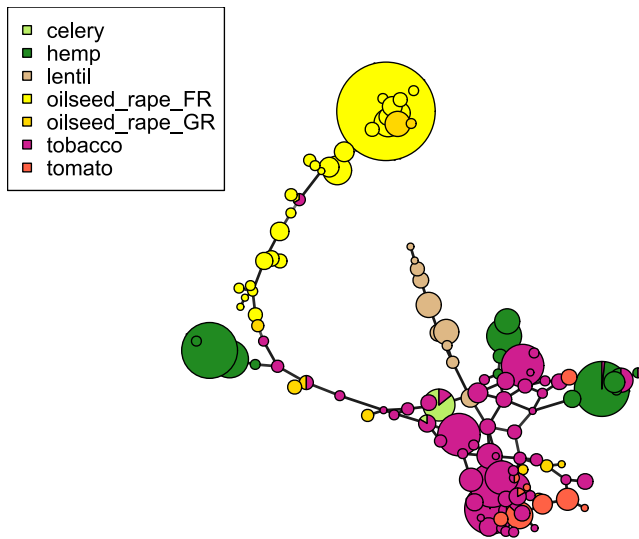 celery
hemp
lentil
oilseed_rape_FR
oilseed_rape_GR
tobacco
tomato